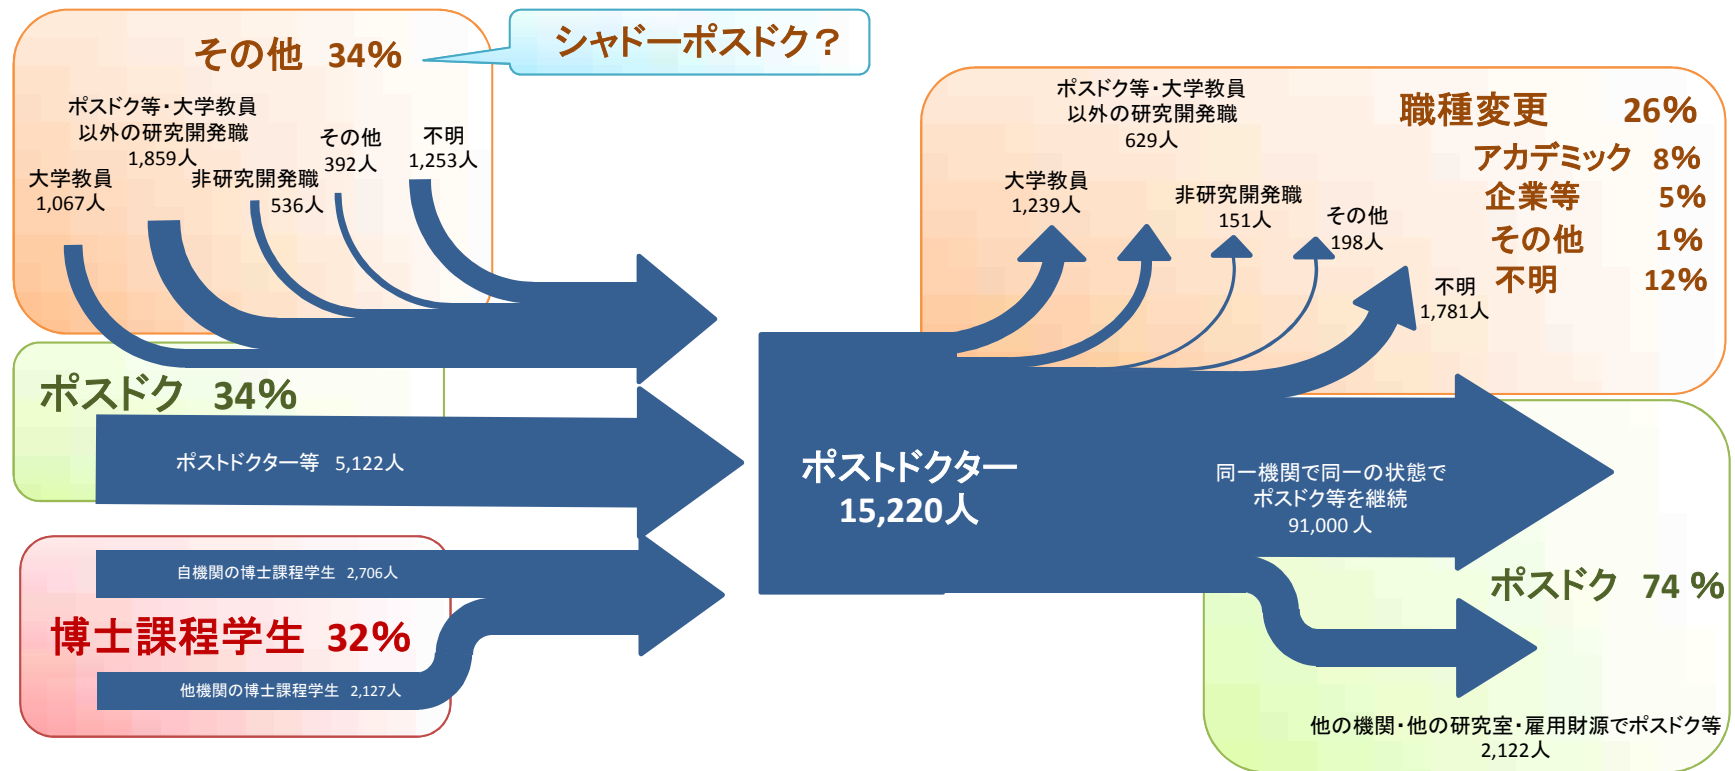 その他 34%
シャドーポスドク？
ポスドク等・大学教員
以外の研究開発職
1,859人
大学教員
1,067人
非研究開発職
536人
その他
392人
不明
1,253人
ポスドク 34%
ポストドクター等 5,122人
自機関の博士課程学生 2,706人
博士課程学生 32%
他機関の博士課程学生 2,127人
ポストドクター
15,220人
大学教員
1,239人
ポスドク等・大学教員
以外の研究開発職
629人
非研究開発職
151人
その他
198人
不明
1,781人
職種変更 26%
アカデミック 8%
企業等 5%
その他 1%
不明 12%
同一機関で同一の状態で
ポスドク等を継続
91,000 人
ポスドク 74 %
他の機関・他の研究室・雇用財源でポスドク等
2,122人